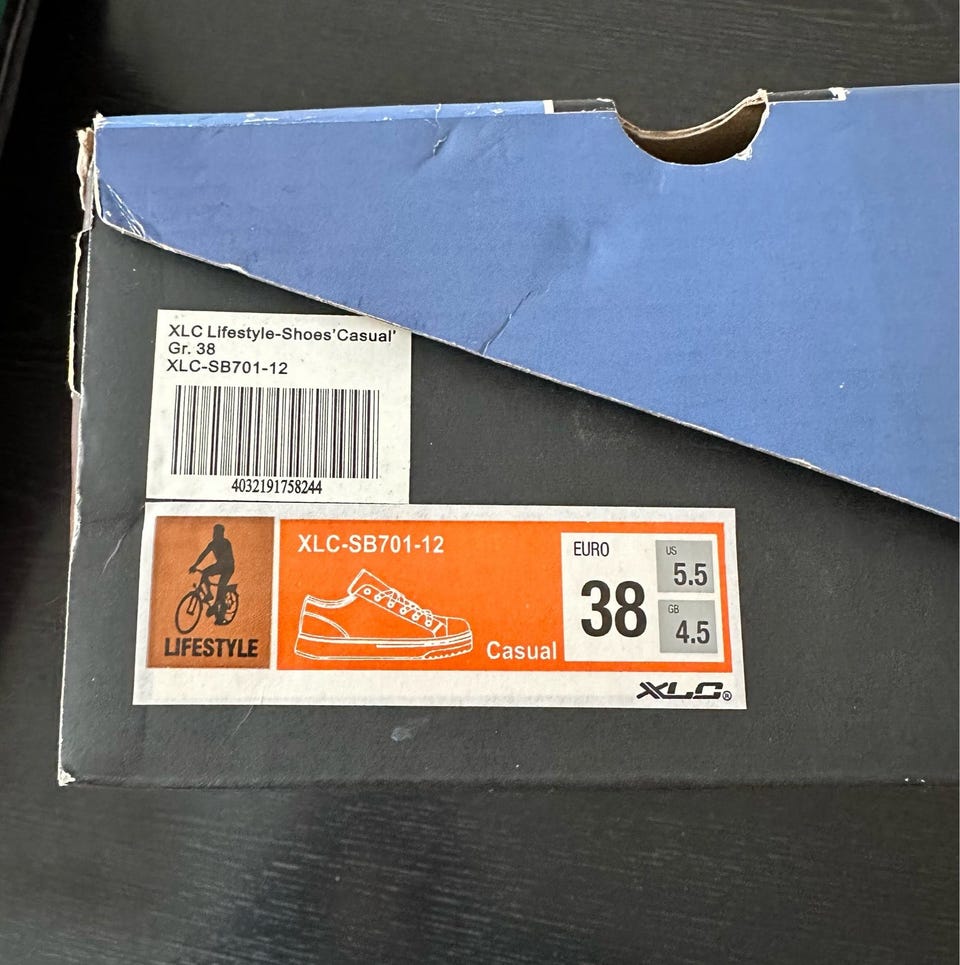 XLC Lifestyle-Shoes'Casual'
Gr. 38
XLC-SB701-12
4032191758244
LIFESTYLE
XLC-SB701-12
Casual
EURO
38
US
5.5
GB
4.5
XLC®